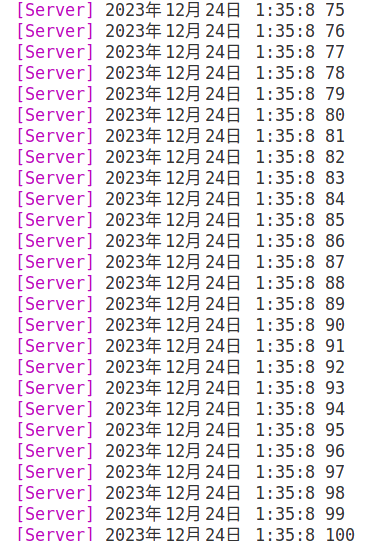 [Server] 2023年12月24日 1:35:8 75
[Server] 2023年12月24日 1:35:8 76
[Server] 2023年12月24日 1:35:8 77
[Server] 2023年12月24日 1:35:8 78
[Server] 2023年12月24日 1:35:8 79
[Server] 2023年12月24日 1:35:8 80
[Server] 2023年12月24日 1:35:8 81
[Server] 2023年12月24日 1:35:8 82
[Server] 2023年12月24日 1:35:8 83
[Server] 2023年12月24日 1:35:8 84
[Server] 2023年12月24日 1:35:8 85
[Server] 2023年12月24日 1:35:8 86
[Server] 2023年12月24日 1:35:8 87
[Server] 2023年12月24日 1:35:8 88
[Server] 2023年12月24日 1:35:8 89
[Server] 2023年12月24日 1:35:8 90
[Server] 2023年12月24日 1:35:8 91
[Server] 2023年12月24日 1:35:8 92
[Server] 2023年12月24日 1:35:8 93
[Server] 2023年12月24日 1:35:8 94
[Server] 2023年12月24日 1:35:8 95
[Server] 2023年12月24日 1:35:8 96
[Server] 2023年12月24日 1:35:8 97
[Server] 2023年12月24日 1:35:8 98
[Server] 2023年12月24日 1:35:8 99
[Server] 2023年12月24日 1:35:8 100